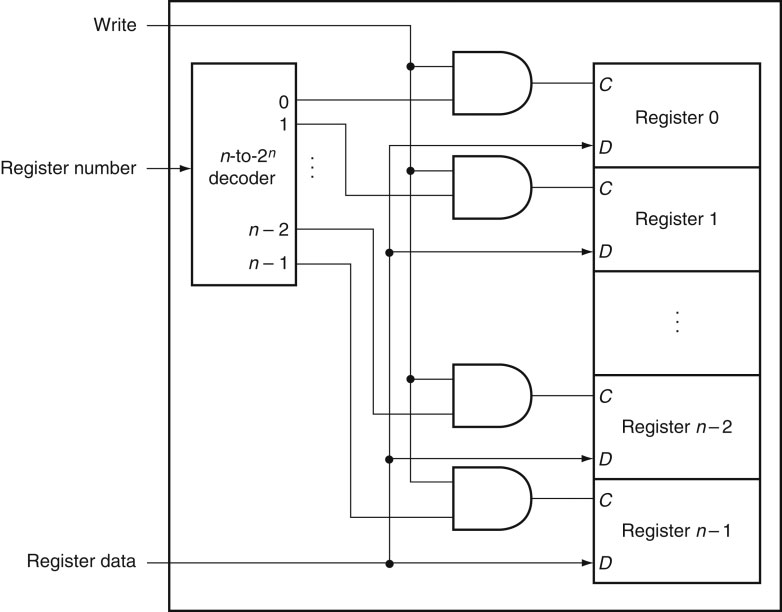 Write
0
1
n-to-2ⁿ
decoder
⋮
Register number
n – 2
n – 1
Register data
C
Register 0
D
C
Register 1
D
⋮
C
Register n – 2
D
C
Register n – 1
D